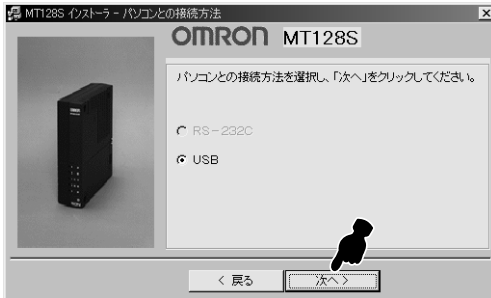 MT128S インストーラ - パソコンとの接続方法
OMRON MT128S
パソコンとの接続方法を選択し、「次へ」をクリックしてください。
RS-232C
USB
< 戻る 次へ >